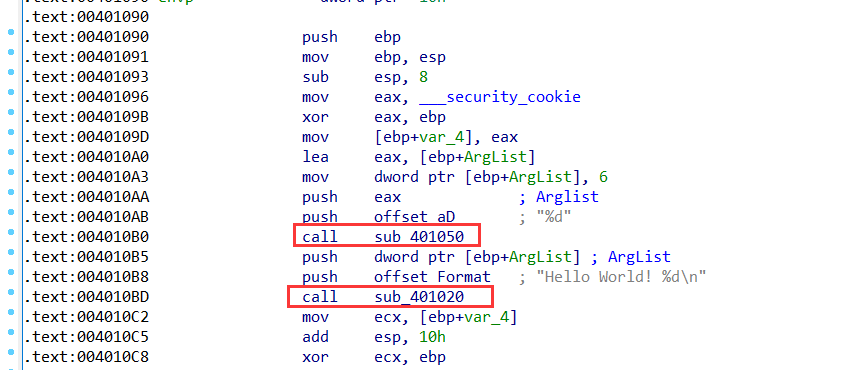 .text:00401090
.text:00401090 push ebp
.text:00401091 mov ebp, esp
.text:00401093 sub esp, 8
.text:00401096 mov eax, ___security_cookie
.text:0040109B xor eax, ebp
.text:0040109D mov [ebp+var_4], eax
.text:004010A0 lea eax, [ebp+ArgList]
.text:004010A3 mov dword ptr [ebp+ArgList], 6
.text:004010AA push eax ; Arglist
.text:004010AB push offset aD ; "%d"
.text:004010B0 call sub_401050
.text:004010B5 push dword ptr [ebp+ArgList] ; ArgList
.text:004010B8 push offset Format ; "Hello World! %d\n"
.text:004010BD call sub_401020
.text:004010C2 mov ecx, [ebp+var_4]
.text:004010C5 add esp, 10h
.text:004010C8 xor ecx, ebp